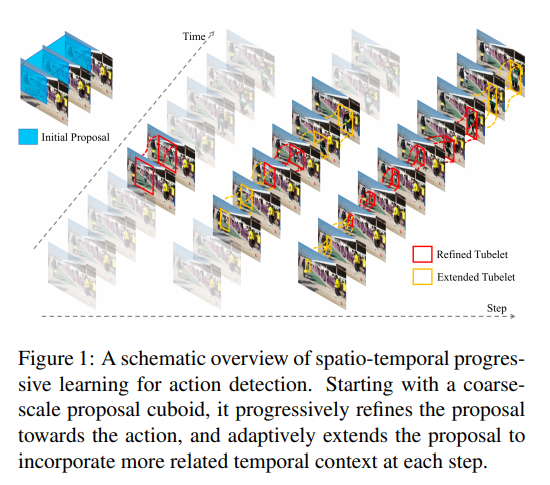 Time
Initial Proposal
Refined Tubelet
Extended Tubelet
Step
Figure 1: A schematic overview of spatio-temporal progres-
sive learning for action detection. Starting with a coarse-
scale proposal cuboid, it progressively refines the proposal
towards the action, and adaptively extends the proposal to
incorporate more related temporal context at each step.